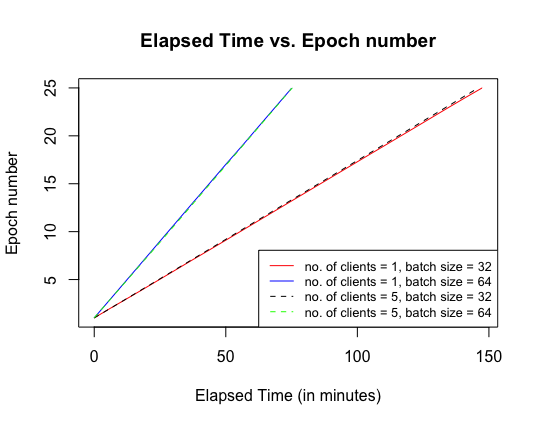 Elapsed Time vs. Epoch number
Epoch number
25
20
15
10
5
no. of clients = 1, batch size = 32
no. of clients = 1, batch size = 64
no. of clients = 5, batch size = 32
no. of clients = 5, batch size = 64
0 50 100 150
Elapsed Time (in minutes)